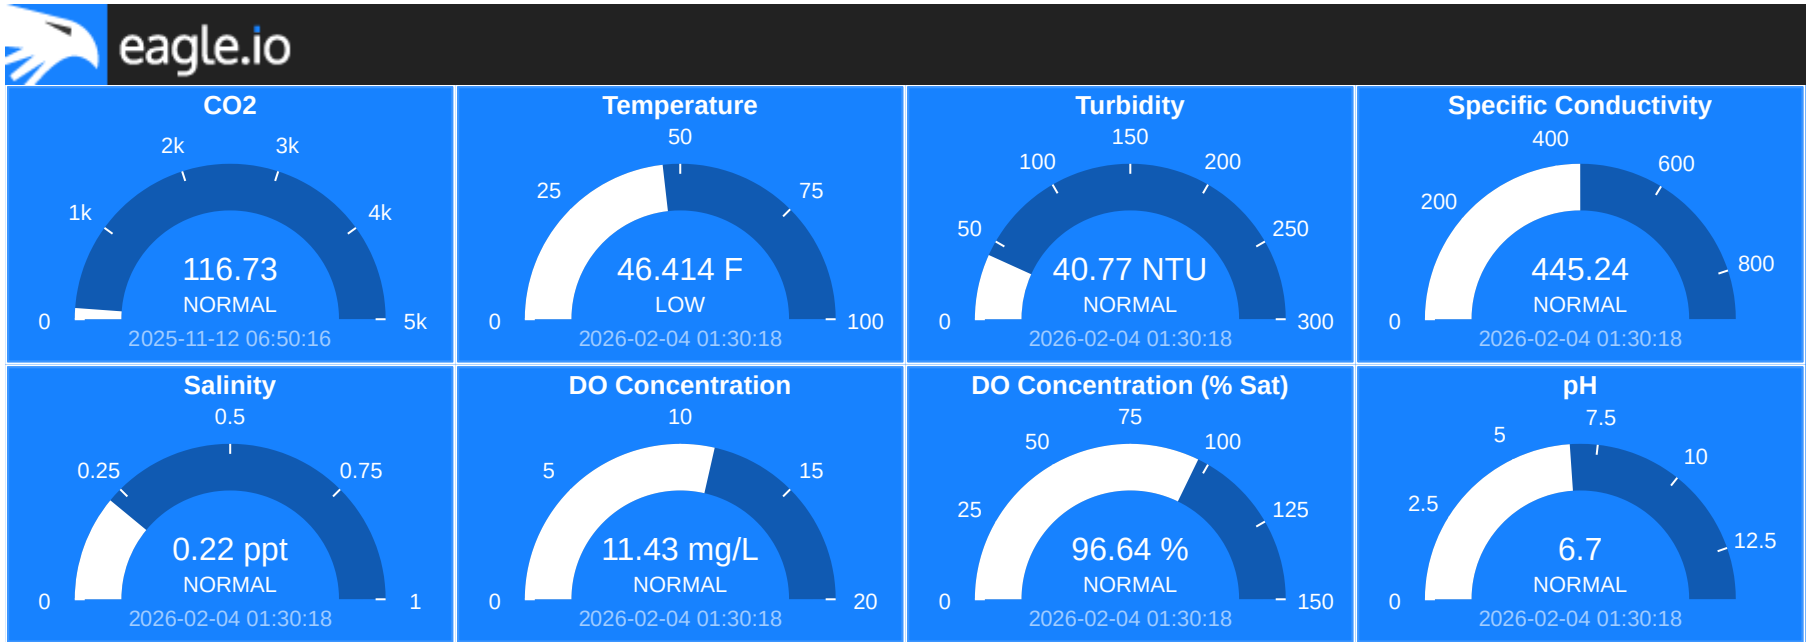 eagle.io
CO2
0
1k
2k
3k
4k
5k
116.73
NORMAL
2025-11-12 06:50:16
Temperature
0
25
50
75
100
46.414 F
LOW
2026-02-04 01:30:18
Turbidity
0
50
100
150
200
250
300
40.77 NTU
NORMAL
2026-02-04 01:30:18
Specific Conductivity
0
200
400
600
800
445.24
NORMAL
2026-02-04 01:30:18
Salinity
0
0.25
0.5
0.75
1
0.22 ppt
NORMAL
2026-02-04 01:30:18
DO Concentration
0
5
10
15
20
11.43 mg/L
NORMAL
2026-02-04 01:30:18
DO Concentration (% Sat)
0
25
50
75
100
125
150
96.64 %
NORMAL
2026-02-04 01:30:18
pH
0
2.5
5
7.5
10
12.5
6.7
NORMAL
2026-02-04 01:30:18